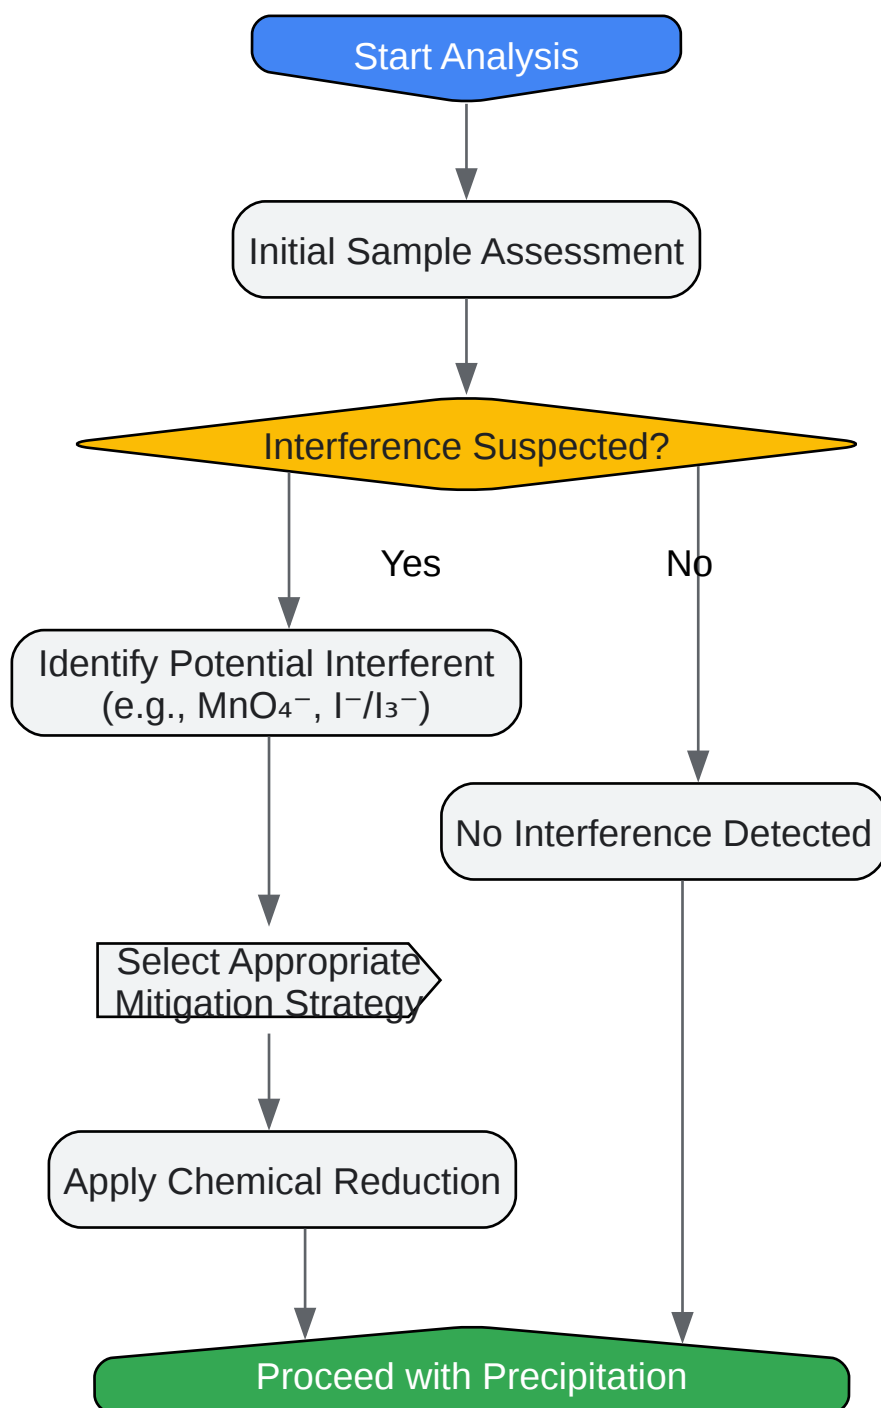 Start Analysis
Initial Sample Assessment
Interference Suspected?
Yes
No
Identify Potential Interferent
(e.g., MnO₄⁻, I⁻/I₃⁻)
No Interference Detected
Select Appropriate
Mitigation Strategy
Apply Chemical Reduction
Proceed with Precipitation